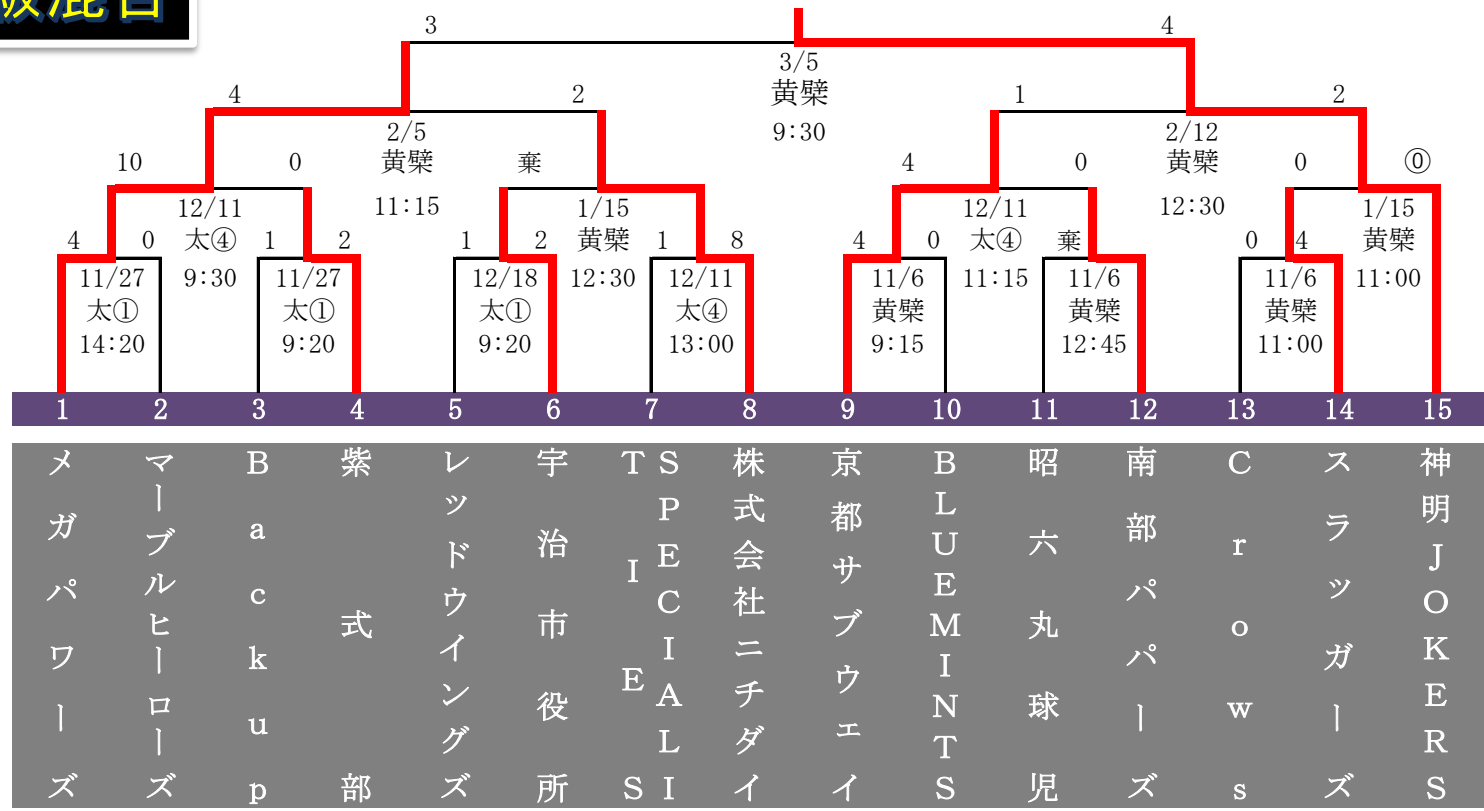 級混合
3 4
3/5
黄檗
9:30
4 2 1 2
2/5 2/12
黄檗 黄檗
11:15 12:30
10 0 棄 4 0 0 ⓪
12/11 1/15 12/11 1/15
太④ 黄檗 太④ 黄檗
9:30 12:30 11:15 11:00
4 0 1 2 1 2 1 8 4 0 棄 0 4
11/27 11/27 12/18 12/11 11/6 11/6 11/6
太① 太① 太① 太④ 黄檗 黄檗 黄檗
14:20 9:20 9:20 13:00 9:15 12:45 11:00
1 2 3 4 5 6 7 8 9 10 11 12 13 14 15
メガパワーズ
マーブルヒーローズ
Backup
紫式部
レッドウイングズ
宇治市役所
SPECIALI
TIES
株式会社ニチダイ
京都サブウェイ
BLUEMINTS
昭六丸球児
南部パパーズ
Crows
スラッガーズ
神明JOKERS